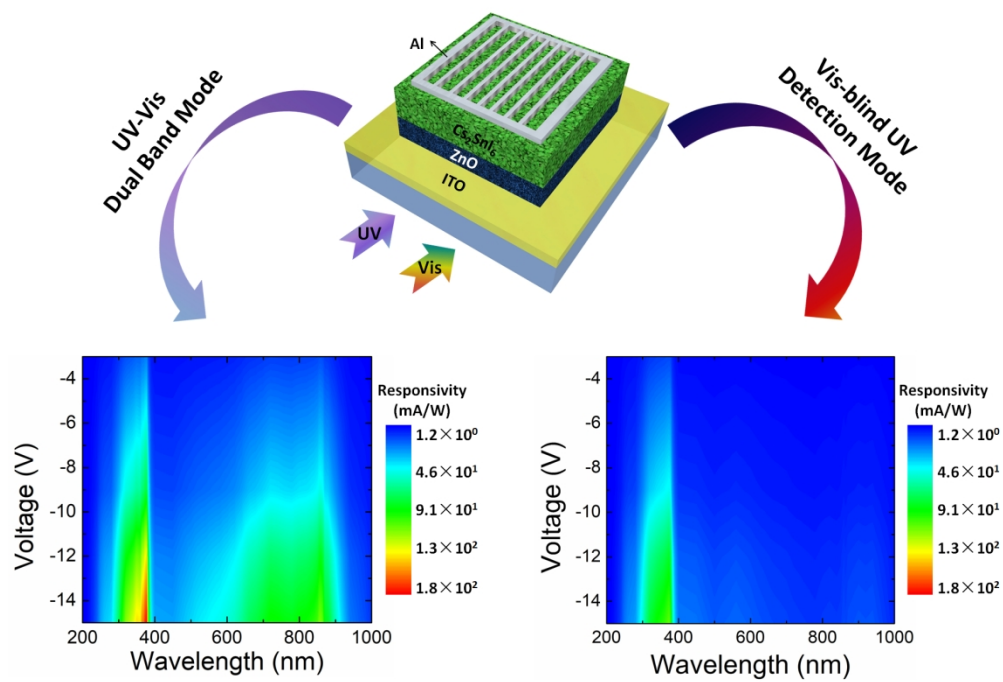 Al
UV-Vis
Dual Band Mode
Vis-blind UV
Detection Mode
Cs₂SnI₆
ZnO
ITO
UV
Vis
Responsivity
(mA/W)
1.2×10⁰
4.6×10¹
9.1×10¹
1.3×10²
1.8×10²
Voltage (V)
-4
-6
-8
-10
-12
-14
200 400 600 800 1000
Wavelength (nm)
Responsivity
(mA/W)
1.2×10⁰
4.6×10¹
9.1×10¹
1.3×10²
1.8×10²
Voltage (V)
-4
-6
-8
-10
-12
-14
200 400 600 800 1000
Wavelength (nm)